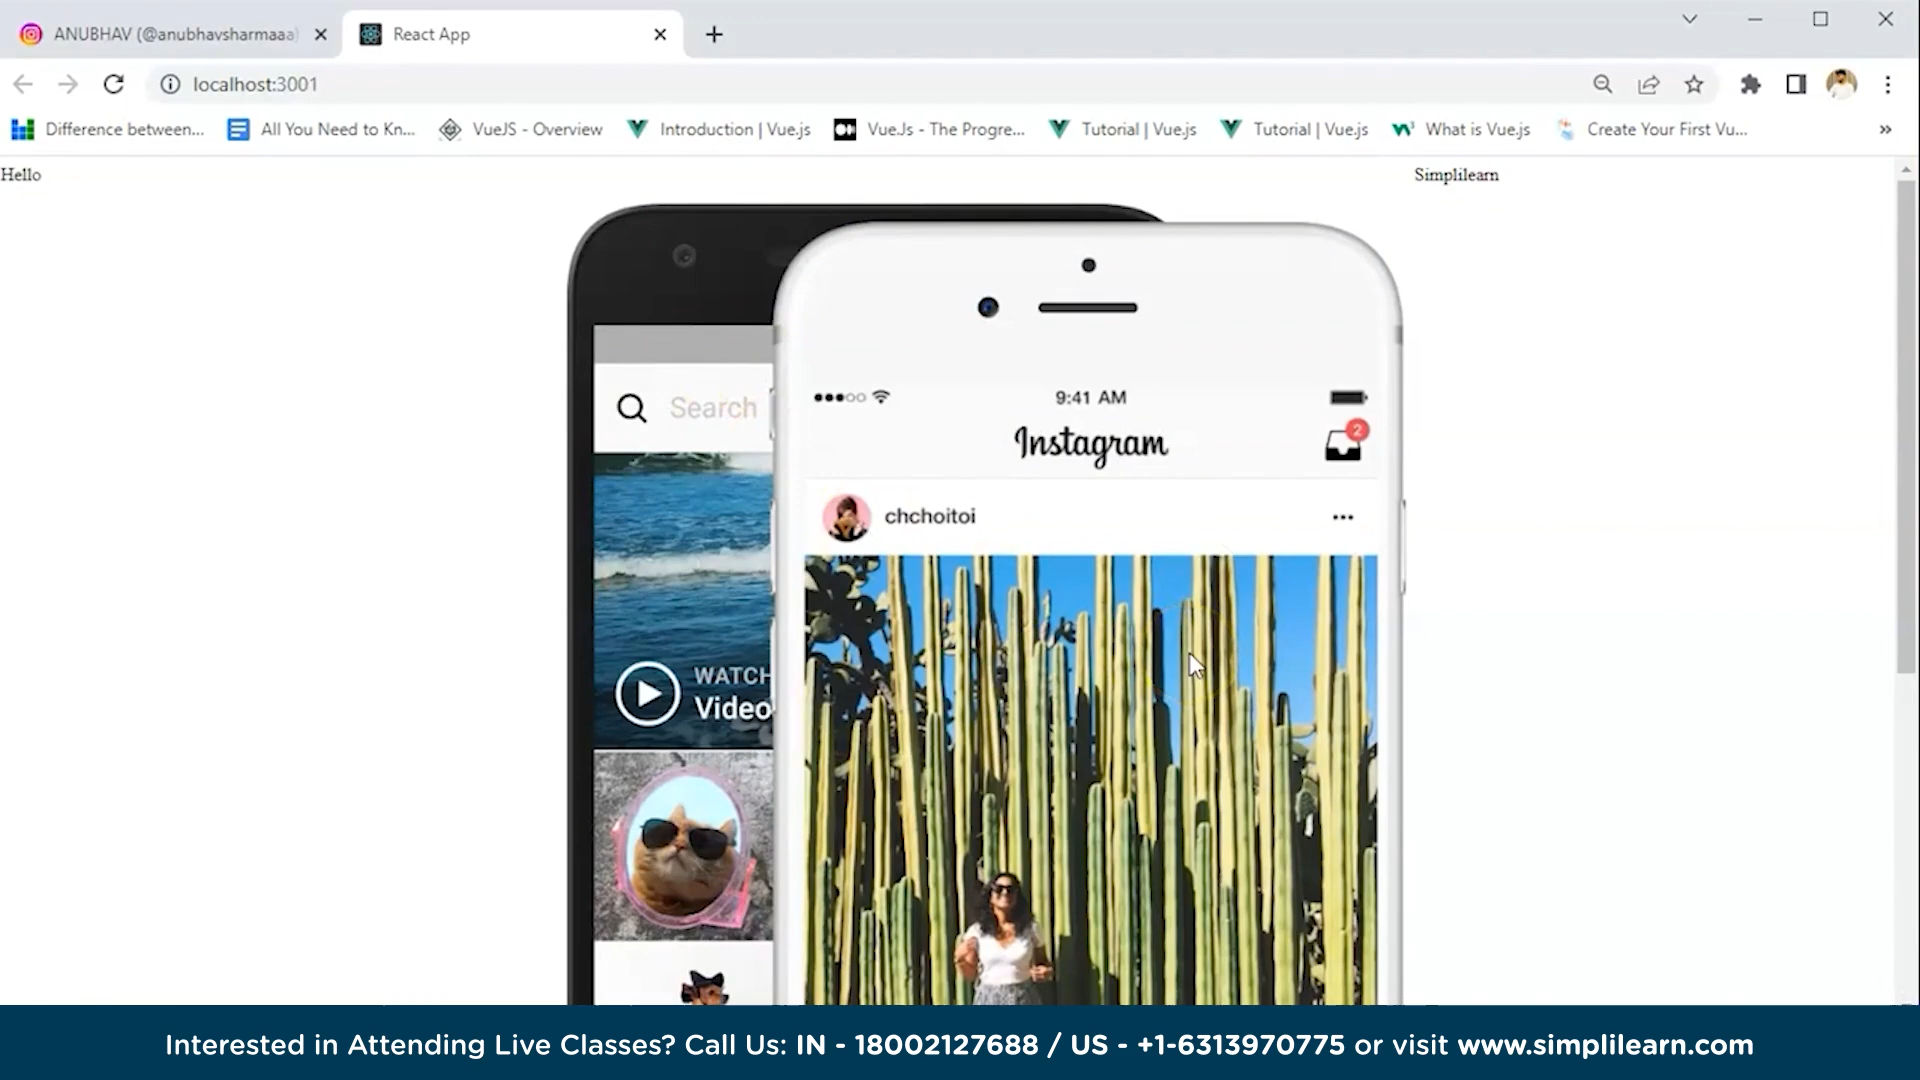 ANUBHAV (@anubhavsharmaaa)
React App
localhost:3001
Difference between...
All You Need to Kn...
VueJS - Overview
Introduction | Vue.js
VueJs - The Progre...
Tutorial | Vue.js
Tutorial | Vue.js
What is Vue.js
Create Your First Vu...
Hello
Simplilearn
9:41 AM
Search
Instagram
2
chchoitoi
WATCH
Video
Interested in Attending Live Classes? Call Us: IN - 18002127688 / US - +1-6313970775 or visit www.simplilearn.com